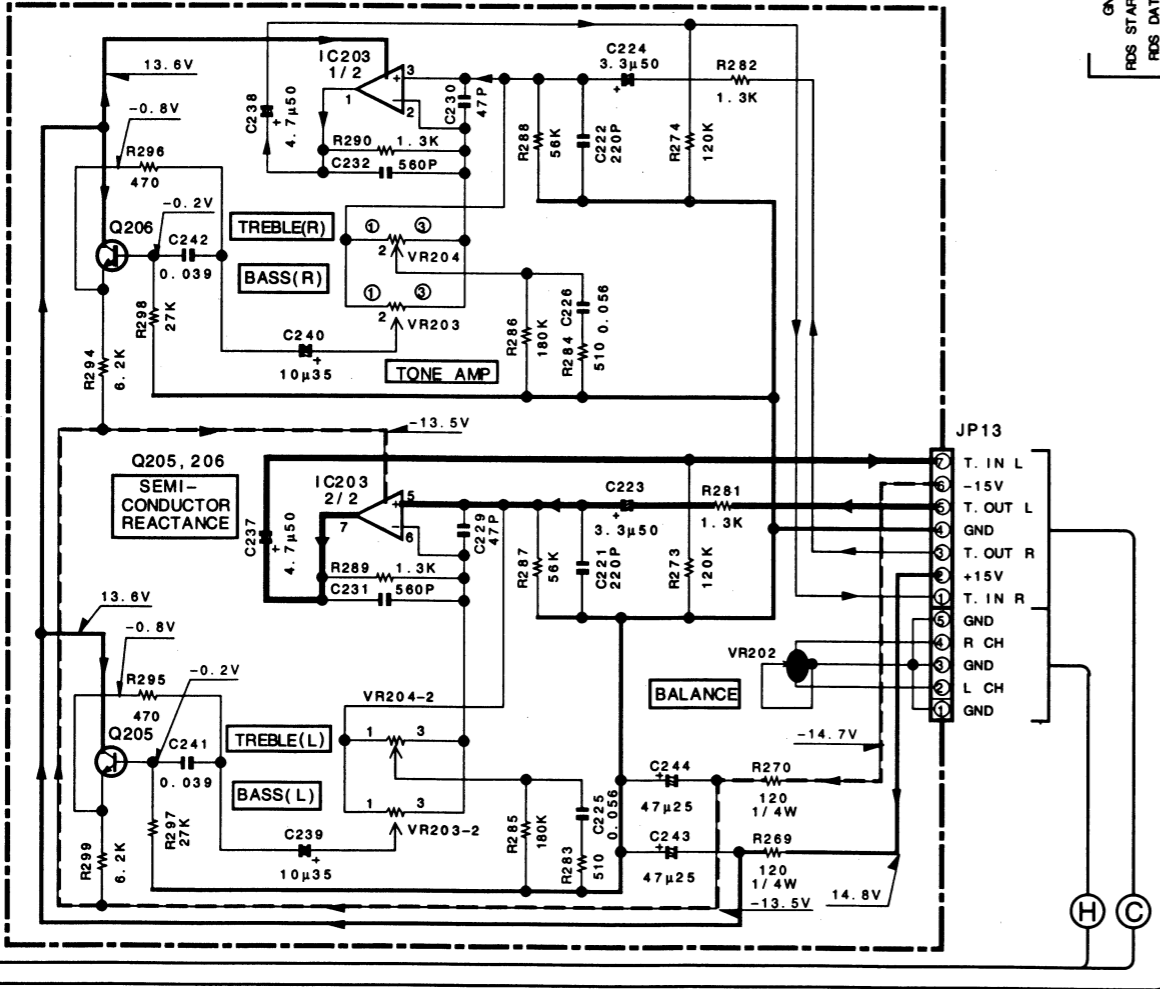 GN
RDS STAR
RDS DAT
13.6V
-0.8V
R296
470
-0.2V
Q206
C242
0.039
R298
27K
R294
6.2K
C238
4.7μ50
IC203
1/2
3
1
2
C230
47P
R290
1.3K
C232
560P
TREBLE(R)
BASS(R)
① ③
2
VR204
① ③
2
VR203
C240
10μ35
TONE AMP
C224
3.3μ50
R282
1.3K
R288
56K
C222
220P
R274
120K
R286
180K
C226
0.056
R284
510
-13.5V
Q205, 206
SEMI-
CONDUCTOR
REACTANCE
C237
4.7μ50
IC203
2/2
5
7
6
C229
47P
R289
1.3K
C231
560P
C223
3.3μ50
R281
1.3K
R287
56K
C221
220P
R273
120K
JP13
7 T. IN L
6 -15V
5 T. OUT L
4 GND
3 T. OUT R
2 +15V
1 T. IN R
5 GND
4 R CH
3 GND
2 L CH
1 GND
VR202
BALANCE
13.6V
-0.8V
R295
470
-0.2V
Q205
C241
0.039
R297
27K
R299
6.2K
TREBLE(L)
BASS(L)
VR204-2
1 3
1 3
VR203-2
C239
10μ35
R285
180K
C225
0.056
R283
510
C244
47μ25
C243
47μ25
-14.7V
R270
120
1/4W
R269
120
1/4W
14.8V
-13.5V
H
C